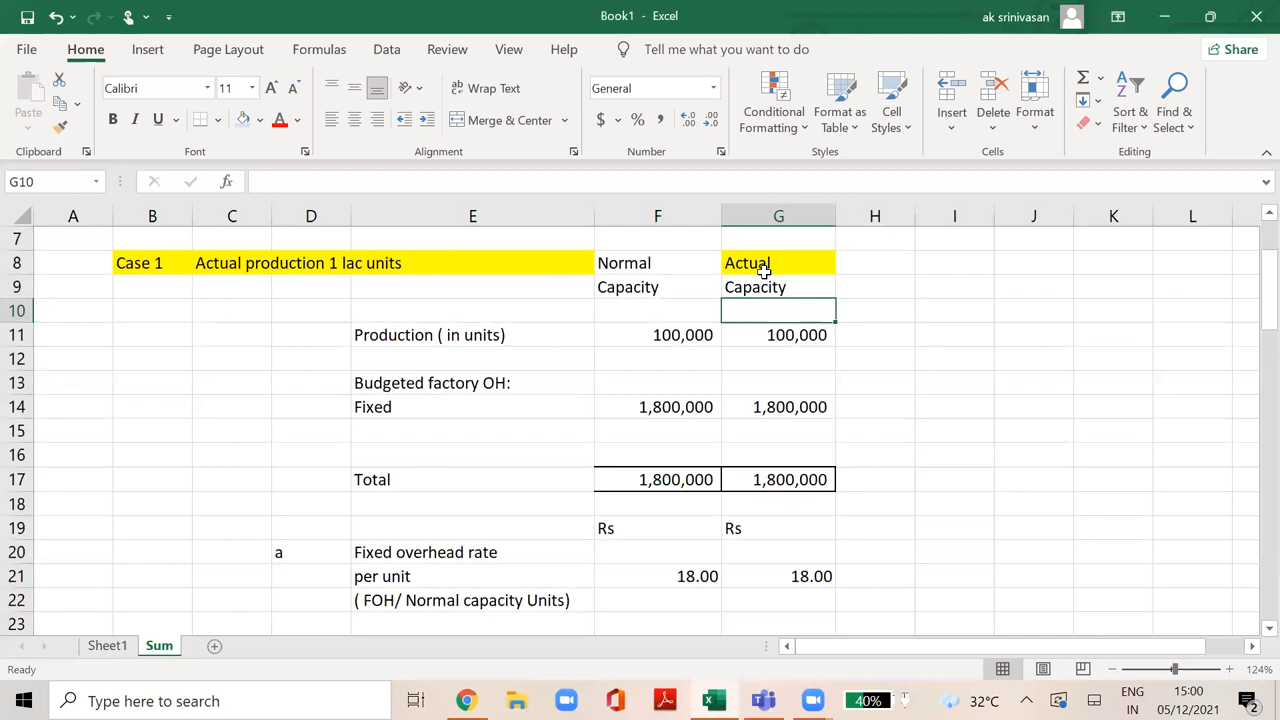 Book1 - Excel
ak srinivasan
File Home Insert Page Layout Formulas Data Review View Help Tell me what you want to do Share
Paste
Calibri 11
Wrap Text
General
B I U
Merge & Center
$ % ,
Conditional Formatting
Format as Table
Cell Styles
Insert Delete Format
Sort & Filter
Find & Select
Clipboard Font Alignment Number Styles Cells Editing
G10 fx
A B C D E F G H I J K L
7
8 Case 1 Actual production 1 lac units Normal Actual
9 Capacity Capacity
10
11 Production ( in units) 100,000 100,000
12
13 Budgeted factory OH:
14 Fixed 1,800,000 1,800,000
15
16
17 Total 1,800,000 1,800,000
18
19 Rs Rs
20 a Fixed overhead rate
21 per unit 18.00 18.00
22 ( FOH/ Normal capacity Units)
23
Sheet1 Sum
Ready 124%
Type here to search
40%
32°C
ENG
IN
15:00
05/12/2021
2